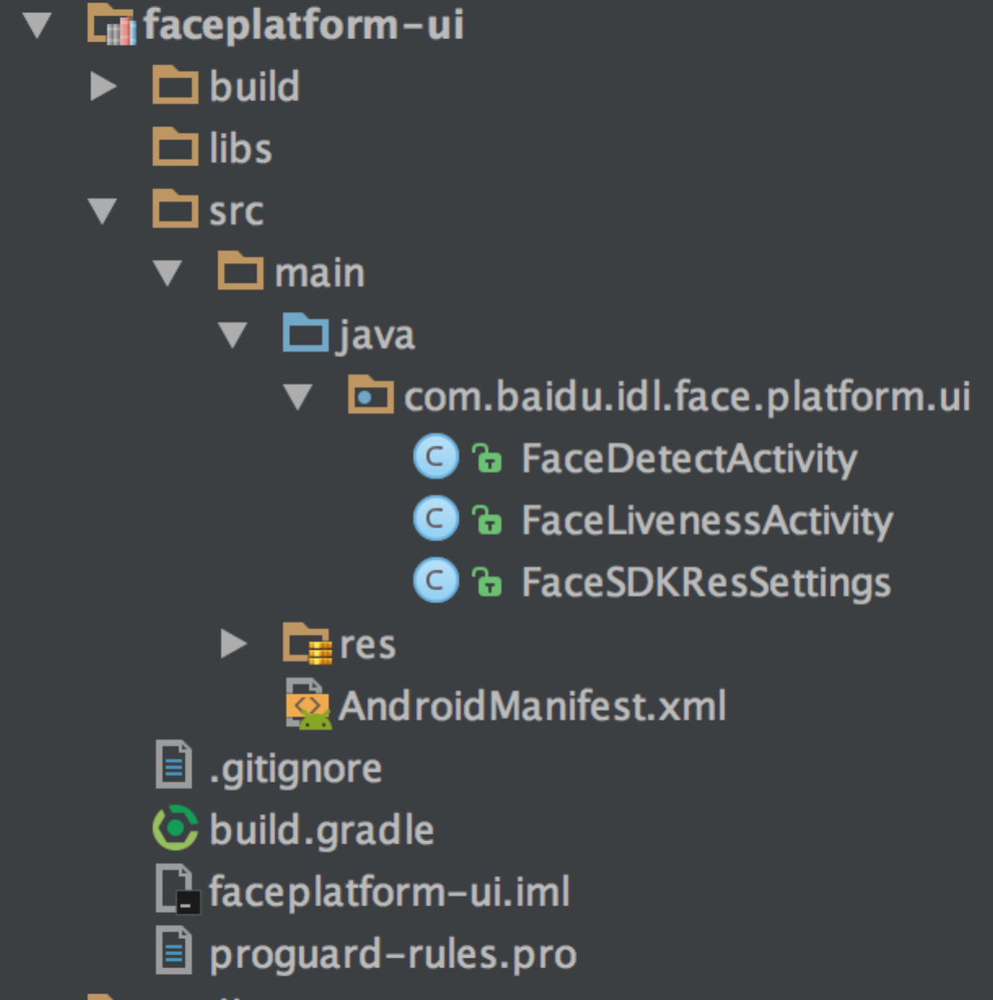 faceplatform-ui
build
libs
src
main
java
com.baidu.idl.face.platform.ui
C FaceDetectActivity
C FaceLivenessActivity
C FaceSDKResSettings
res
AndroidManifest.xml
.gitignore
build.gradle
faceplatform-ui.iml
proguard-rules.pro